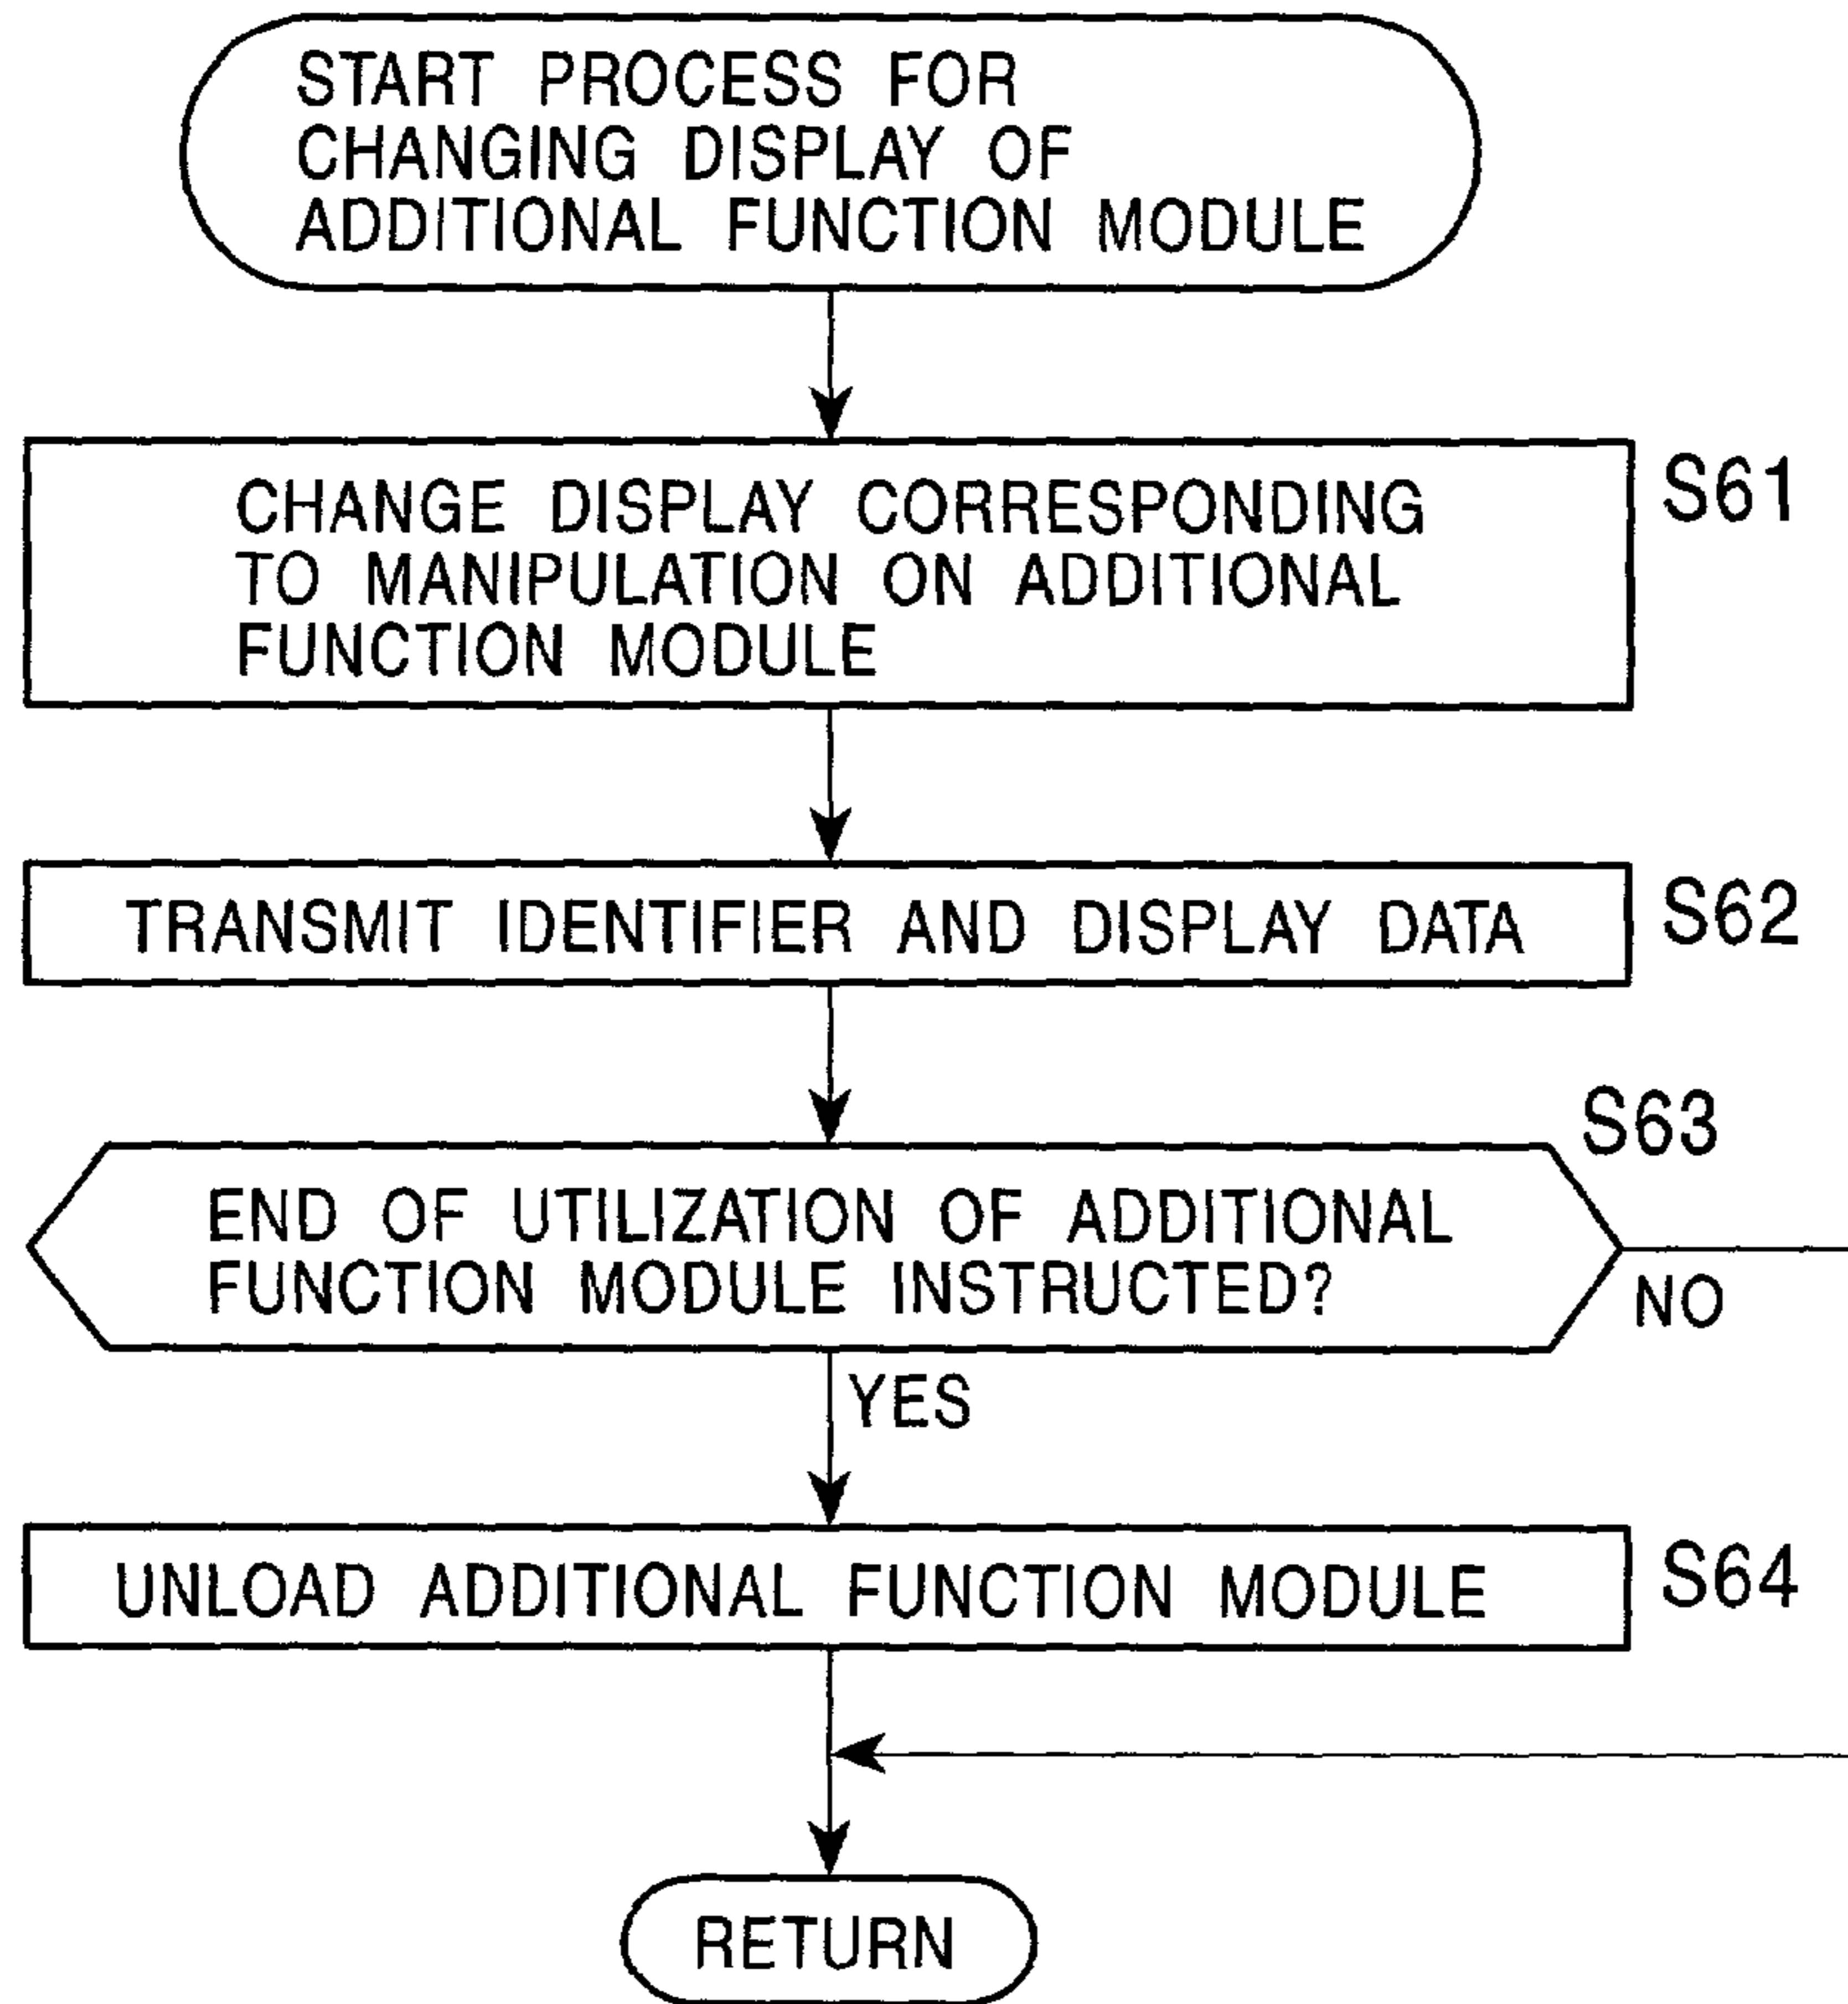 START PROCESS FOR
CHANGING DISPLAY OF
ADDITIONAL FUNCTION MODULE
CHANGE DISPLAY CORRESPONDING
TO MANIPULATION ON ADDITIONAL
FUNCTION MODULE
S61
TRANSMIT IDENTIFIER AND DISPLAY DATA
S62
S63
END OF UTILIZATION OF ADDITIONAL
FUNCTION MODULE INSTRUCTED?
NO
YES
UNLOAD ADDITIONAL FUNCTION MODULE
S64
RETURN